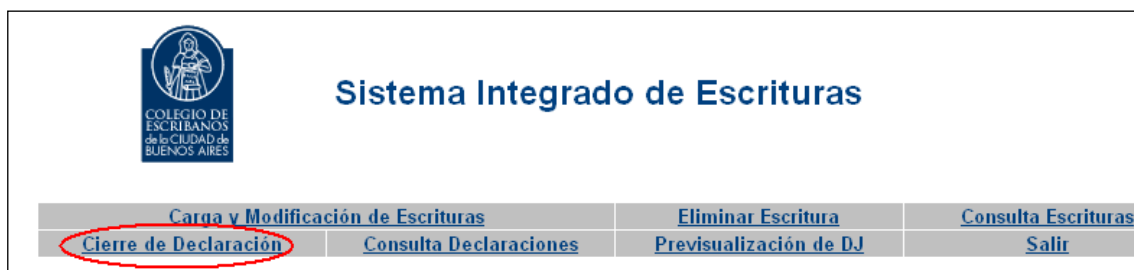 COLEGIO DE
ESCRIBANOS
de la CIUDAD de
BUENOS AIRES
Sistema Integrado de Escrituras
Carga y Modificación de Escrituras Eliminar Escritura Consulta Escrituras
Cierre de Declaración Consulta Declaraciones Previsualización de DJ Salir